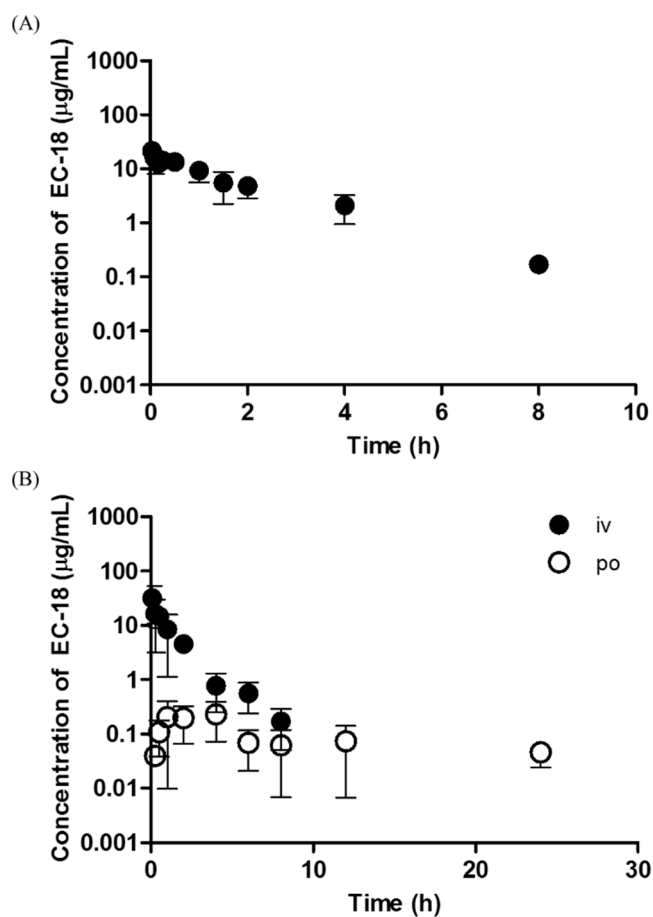 (A)
Concentration of EC-18 (μg/mL)
1000
100
10
1
0.1
0.01
0.001
0 2 4 6 8 10
Time (h)
(B)
Concentration of EC-18 (μg/mL)
1000
100
10
1
0.1
0.01
0.001
iv
po
0 10 20 30
Time (h)